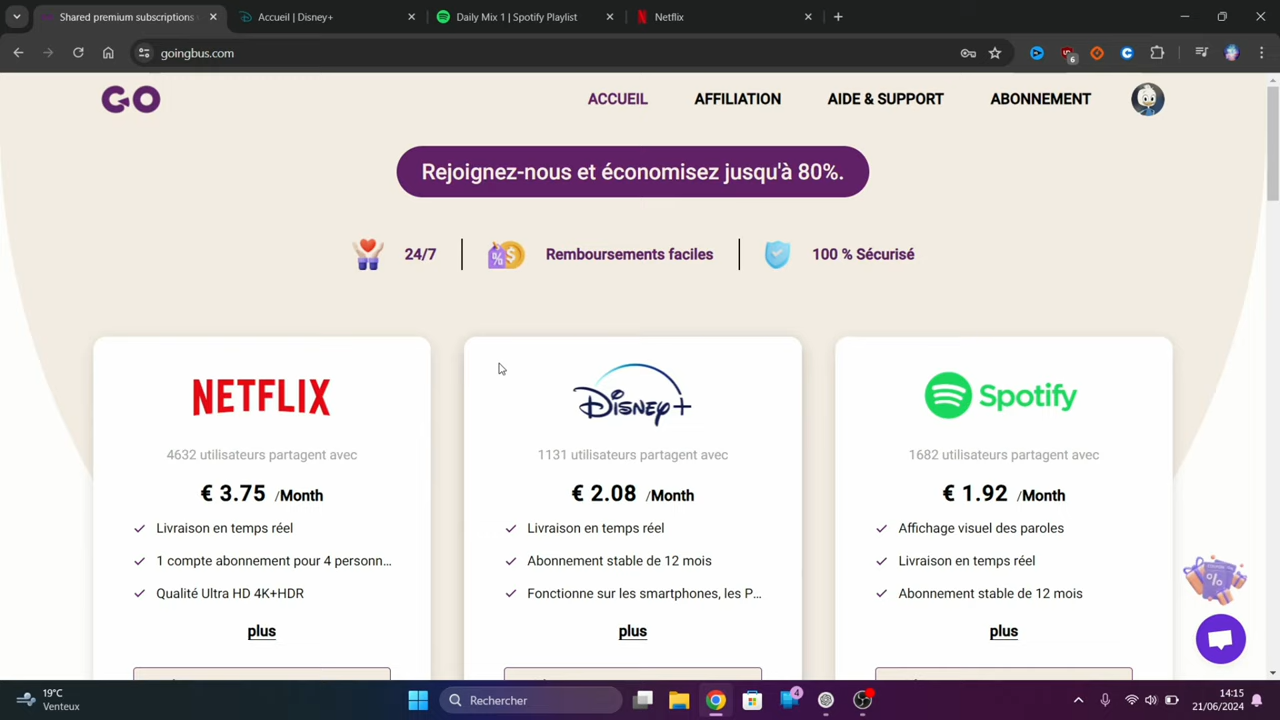 Shared premium subscriptions
Accueil | Disney+
Daily Mix 1 | Spotify Playlist
Netflix
goingbus.com
6
GO
ACCUEIL
AFFILIATION
AIDE & SUPPORT
ABONNEMENT
Rejoignez-nous et économisez jusqu'à 80%.
24/7
Remboursements faciles
100 % Sécurisé
NETFLIX
Disney+
Spotify
4632 utilisateurs partagent avec
1131 utilisateurs partagent avec
1682 utilisateurs partagent avec
€ 3.75 /Month
€ 2.08 /Month
€ 1.92 /Month
Livraison en temps réel
Livraison en temps réel
Affichage visuel des paroles
1 compte abonnement pour 4 personn...
Abonnement stable de 12 mois
Livraison en temps réel
Qualité Ultra HD 4K+HDR
Fonctionne sur les smartphones, les P...
Abonnement stable de 12 mois
plus
plus
plus
19°C
Venteux
Rechercher
4
14:15
21/06/2024